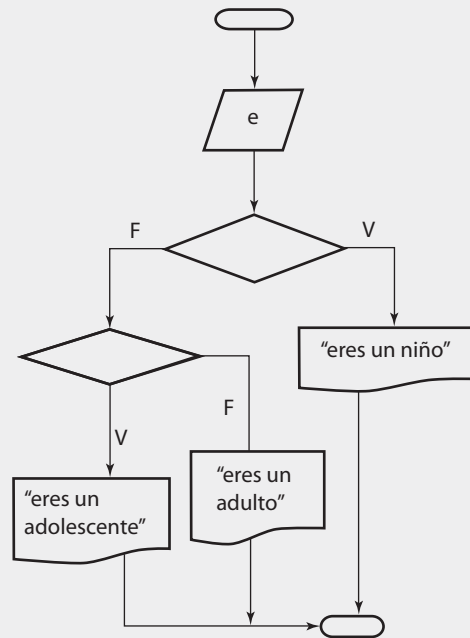 e
F
V
“eres un niño”
F
V
“eres un
adulto”
“eres un
adolescente”